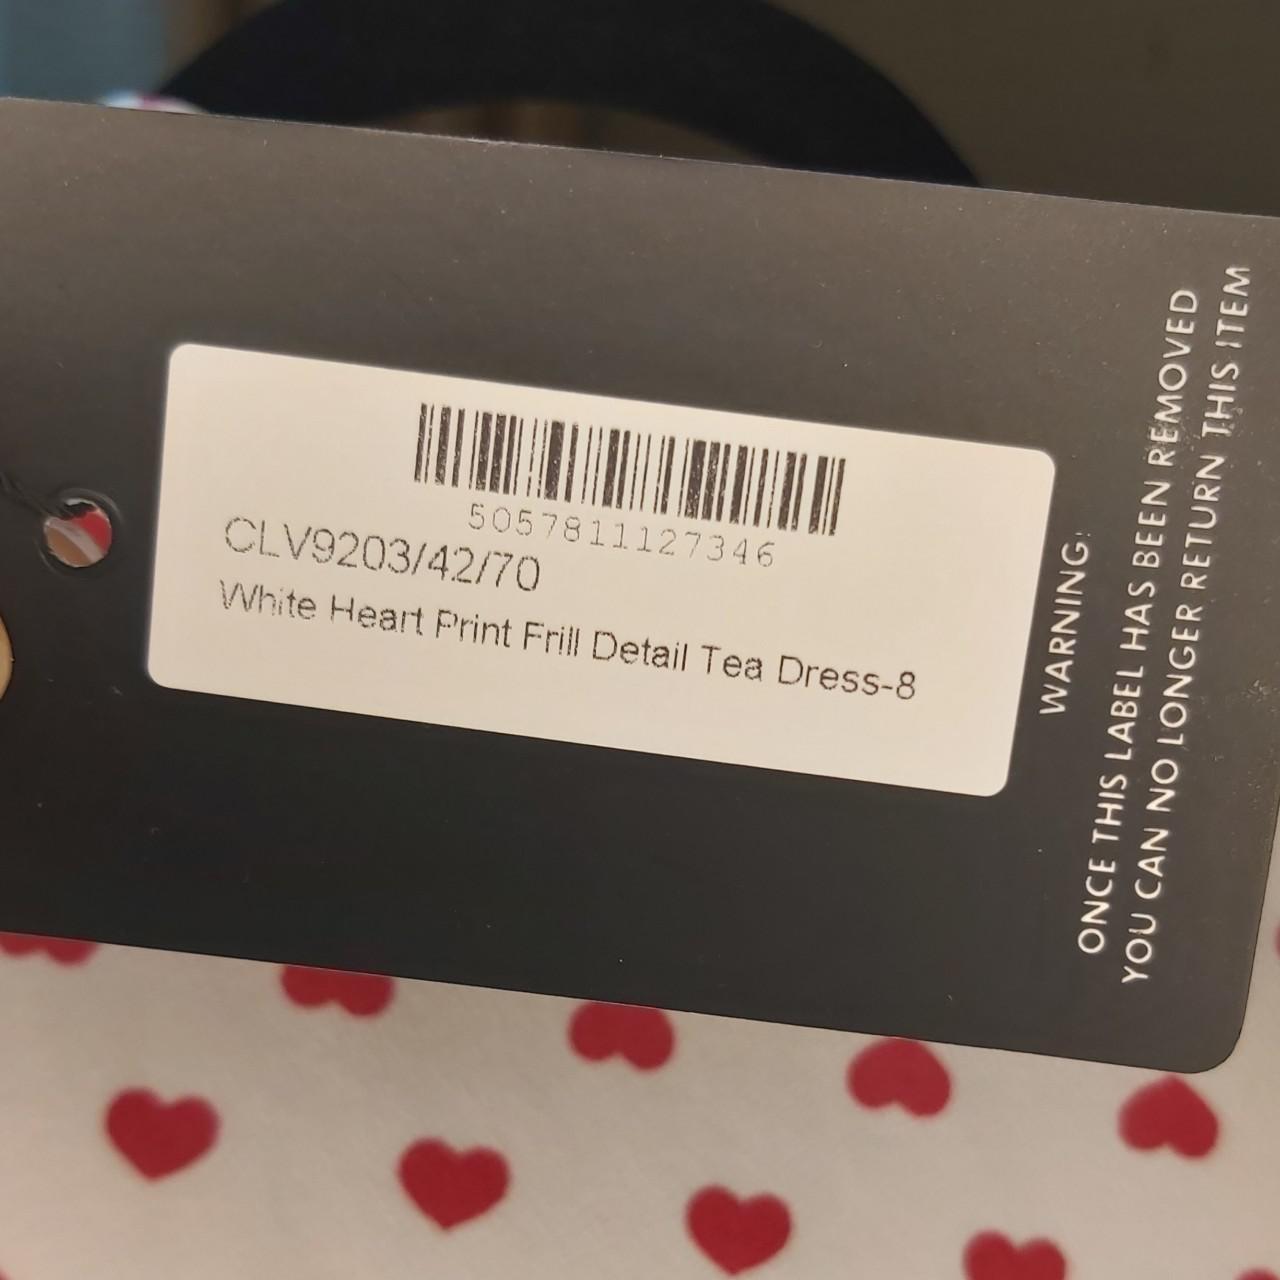 5057811127346
CLV9203/42/70
White Heart Print Frill Detail Tea Dress-8
WARNING:
ONCE THIS LABEL HAS BEEN REMOVED
YOU CAN NO LONGER RETURN THIS ITEM